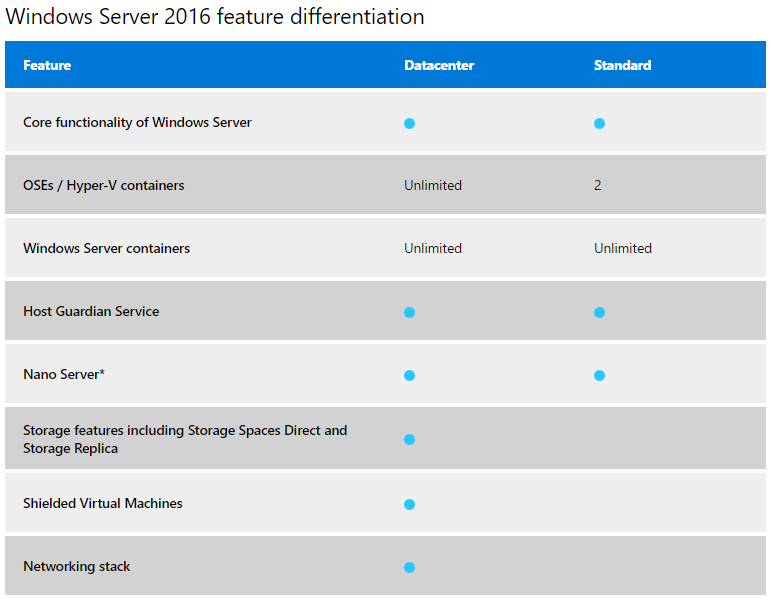 Windows Server 2016 feature differentiation
Feature Datacenter Standard
Core functionality of Windows Server
OSEs / Hyper-V containers Unlimited 2
Windows Server containers Unlimited Unlimited
Host Guardian Service
Nano Server*
Storage features including Storage Spaces Direct and
Storage Replica
Shielded Virtual Machines
Networking stack